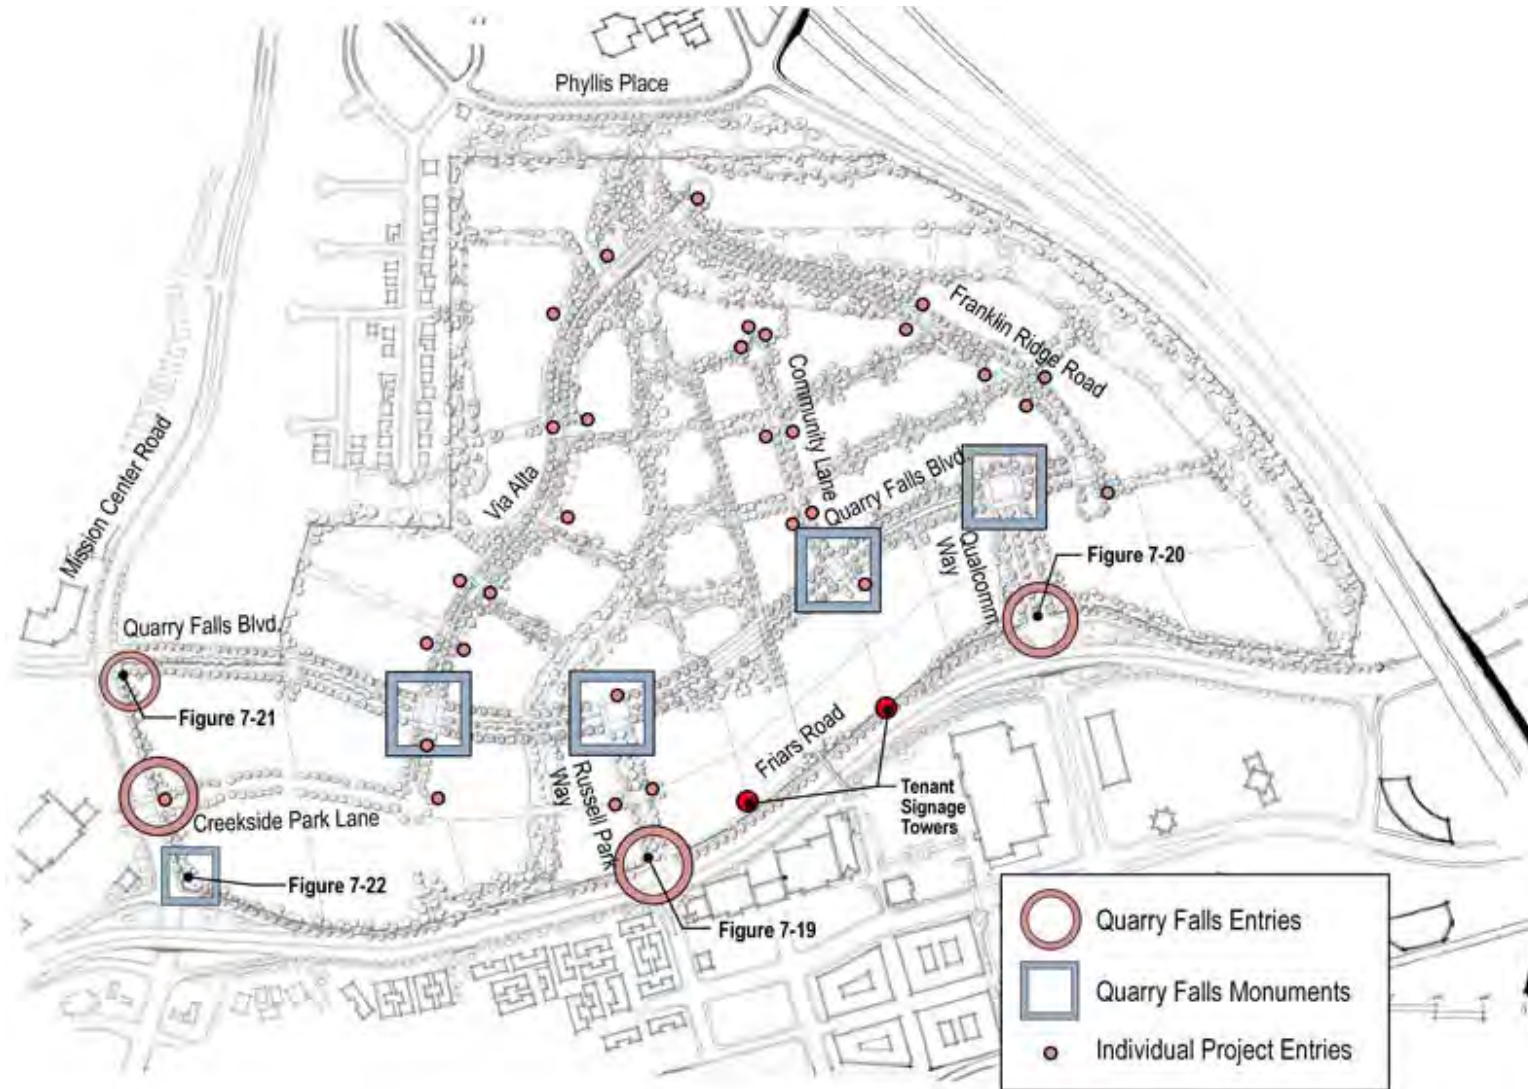 Phyllis Place
Franklin Ridge Road
Community Lane
Mission Center Road
Via Alta
Quarry Falls Blvd.
Qualcomm
Way
Figure 7-20
Quarry Falls Blvd.
Figure 7-21
Friars Road
Russell Park
Way
Tenant
Signage
Towers
Creekside Park Lane
Figure 7-22
Figure 7-19
Quarry Falls Entries
Quarry Falls Monuments
Individual Project Entries